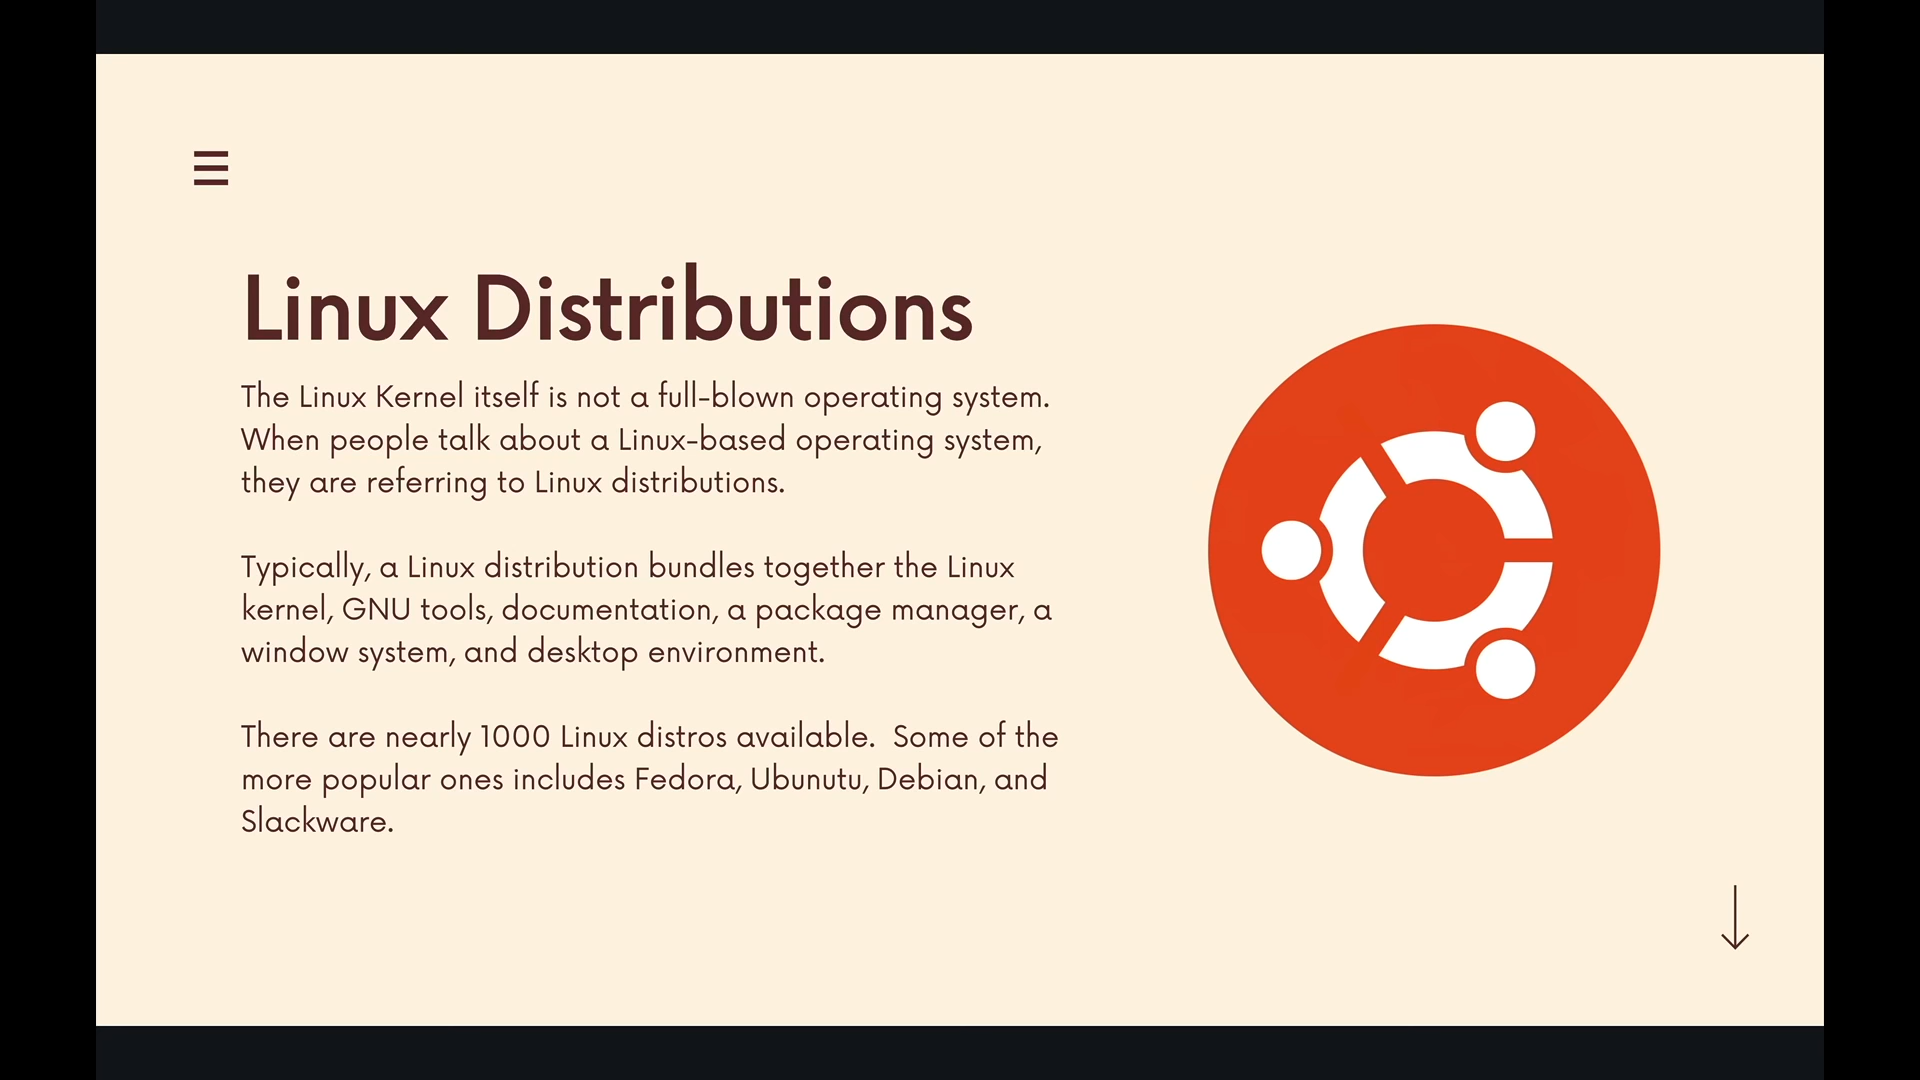 Linux Distributions
The Linux Kernel itself is not a full-blown operating system.
When people talk about a Linux-based operating system,
they are referring to Linux distributions.
Typically, a Linux distribution bundles together the Linux
kernel, GNU tools, documentation, a package manager, a
window system, and desktop environment.
There are nearly 1000 Linux distros available.  Some of the
more popular ones includes Fedora, Ubunutu, Debian, and
Slackware.